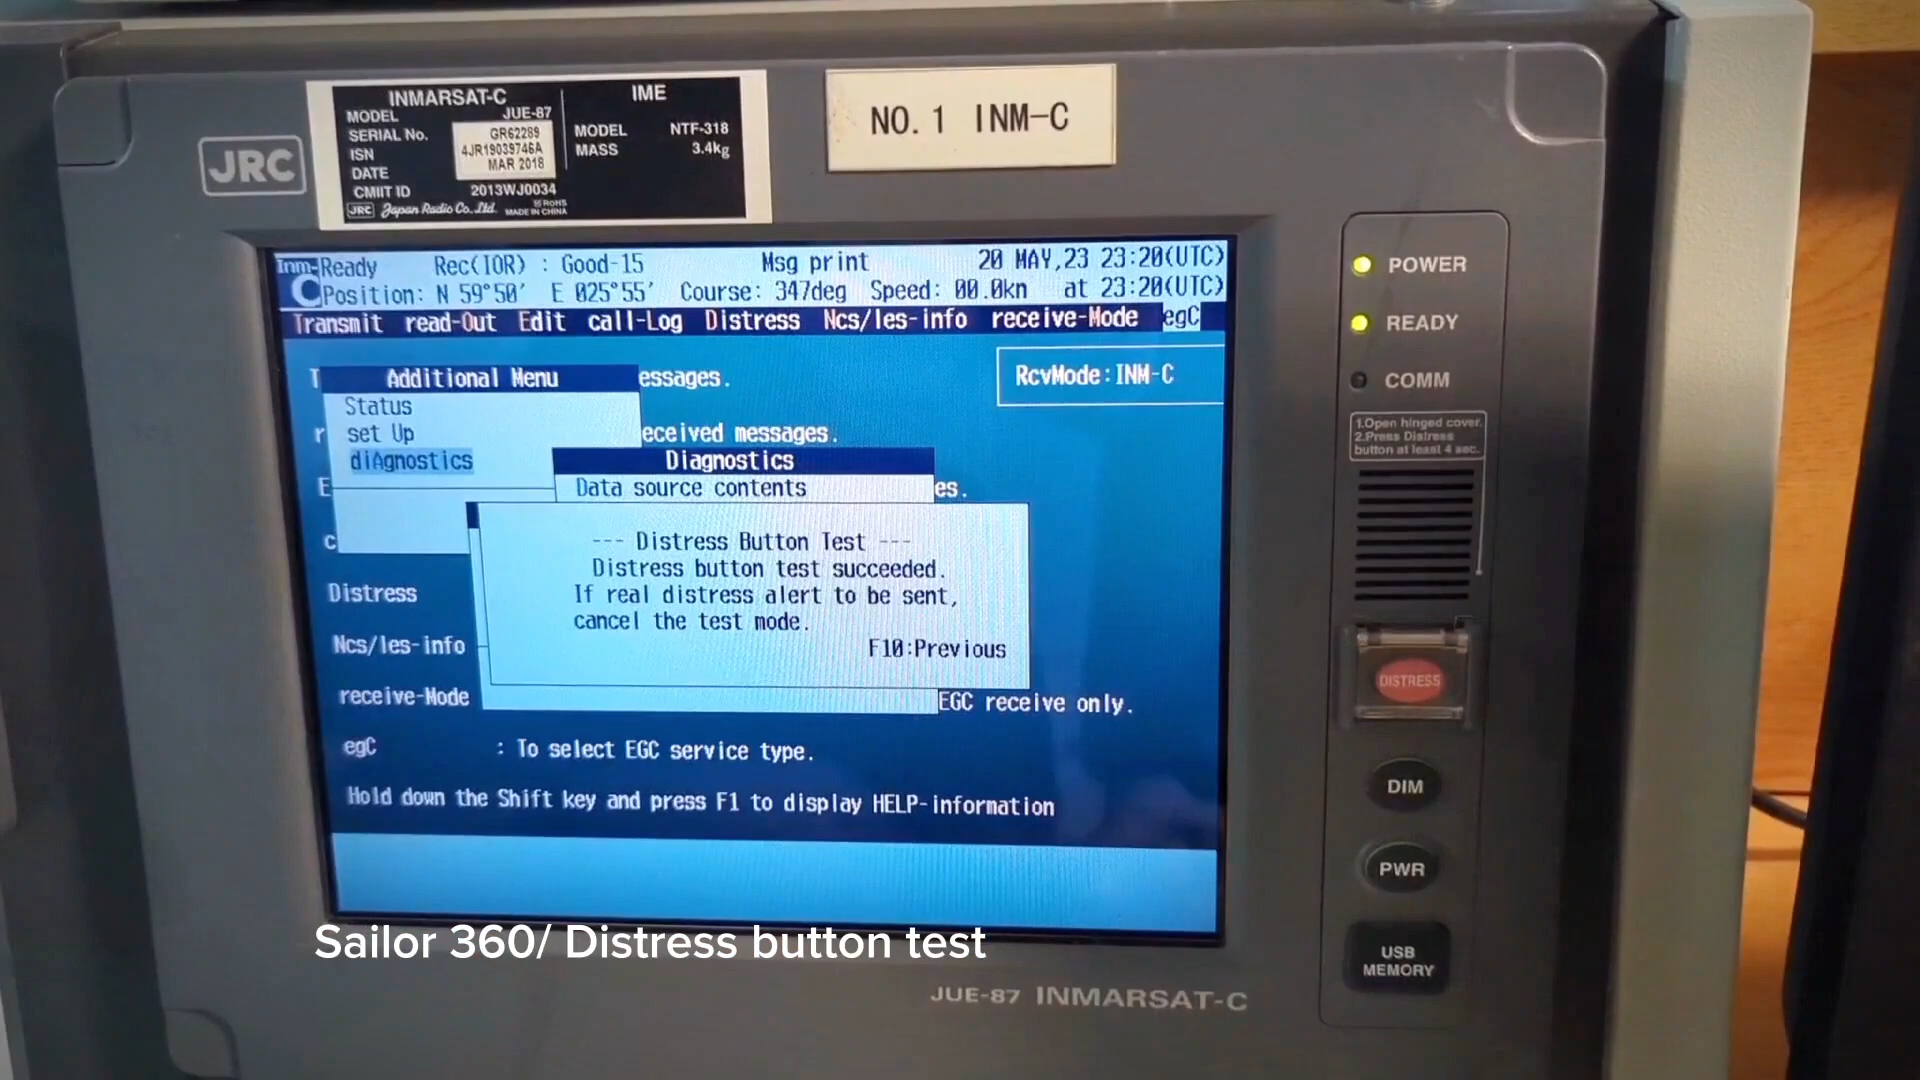 INMARSAT-C
MODEL JUE-87
SERIAL No. GR62289
ISN 4JR19039746A
DATE MAR 2018
CMIIT ID 2013WJ0034
JRC Japan Radio Co., Ltd. RoHS MADE IN CHINA
IME
MODEL NTF-318
MASS 3.4kg
NO.1 INM-C
JRC
Inm-C Ready Rec(IOR) : Good-15 Msg print 20 MAY,23 23:20(UTC)
Position: N 59°50' E 025°55' Course: 347deg Speed: 00.0kn at 23:20(UTC)
Transmit read-Out Edit call-Log Distress Ncs/les-info receive-Mode egC
T Additional Menu essages.
RcvMode:INM-C
Status
set Up
r eceived messages.
diAgnostics
Diagnostics
E Data source contents es.
c
--- Distress Button Test ---
Distress button test succeeded.
If real distress alert to be sent,
cancel the test mode.
F10:Previous
Distress
Ncs/les-info
receive-Mode EGC receive only.
egC : To select EGC service type.
Hold down the Shift key and press F1 to display HELP-information
POWER
READY
COMM
1.Open hinged cover.
2.Press Distress
button at least 4 sec.
DISTRESS
DIM
PWR
USB
MEMORY
Sailor 360/ Distress button test
JUE-87 INMARSAT-C